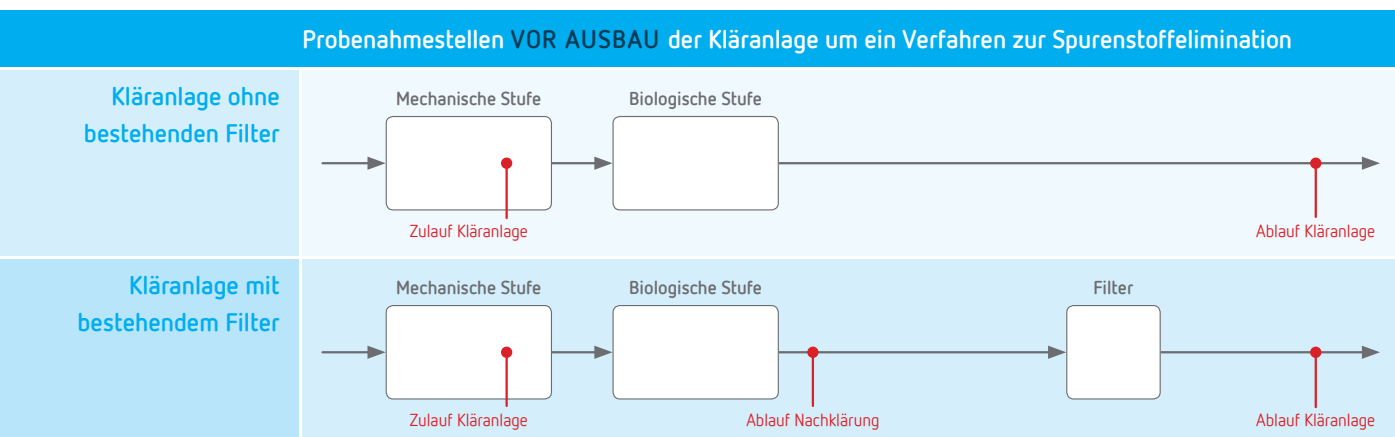 Probenahmestellen VOR AUSBAU der Kläranlage um ein Verfahren zur Spurenstoffelimination
Kläranlage ohne
bestehenden Filter
Mechanische Stufe
Biologische Stufe
Zulauf Kläranlage
Ablauf Kläranlage
Kläranlage mit
bestehendem Filter
Mechanische Stufe
Biologische Stufe
Filter
Zulauf Kläranlage
Ablauf Nachklärung
Ablauf Kläranlage